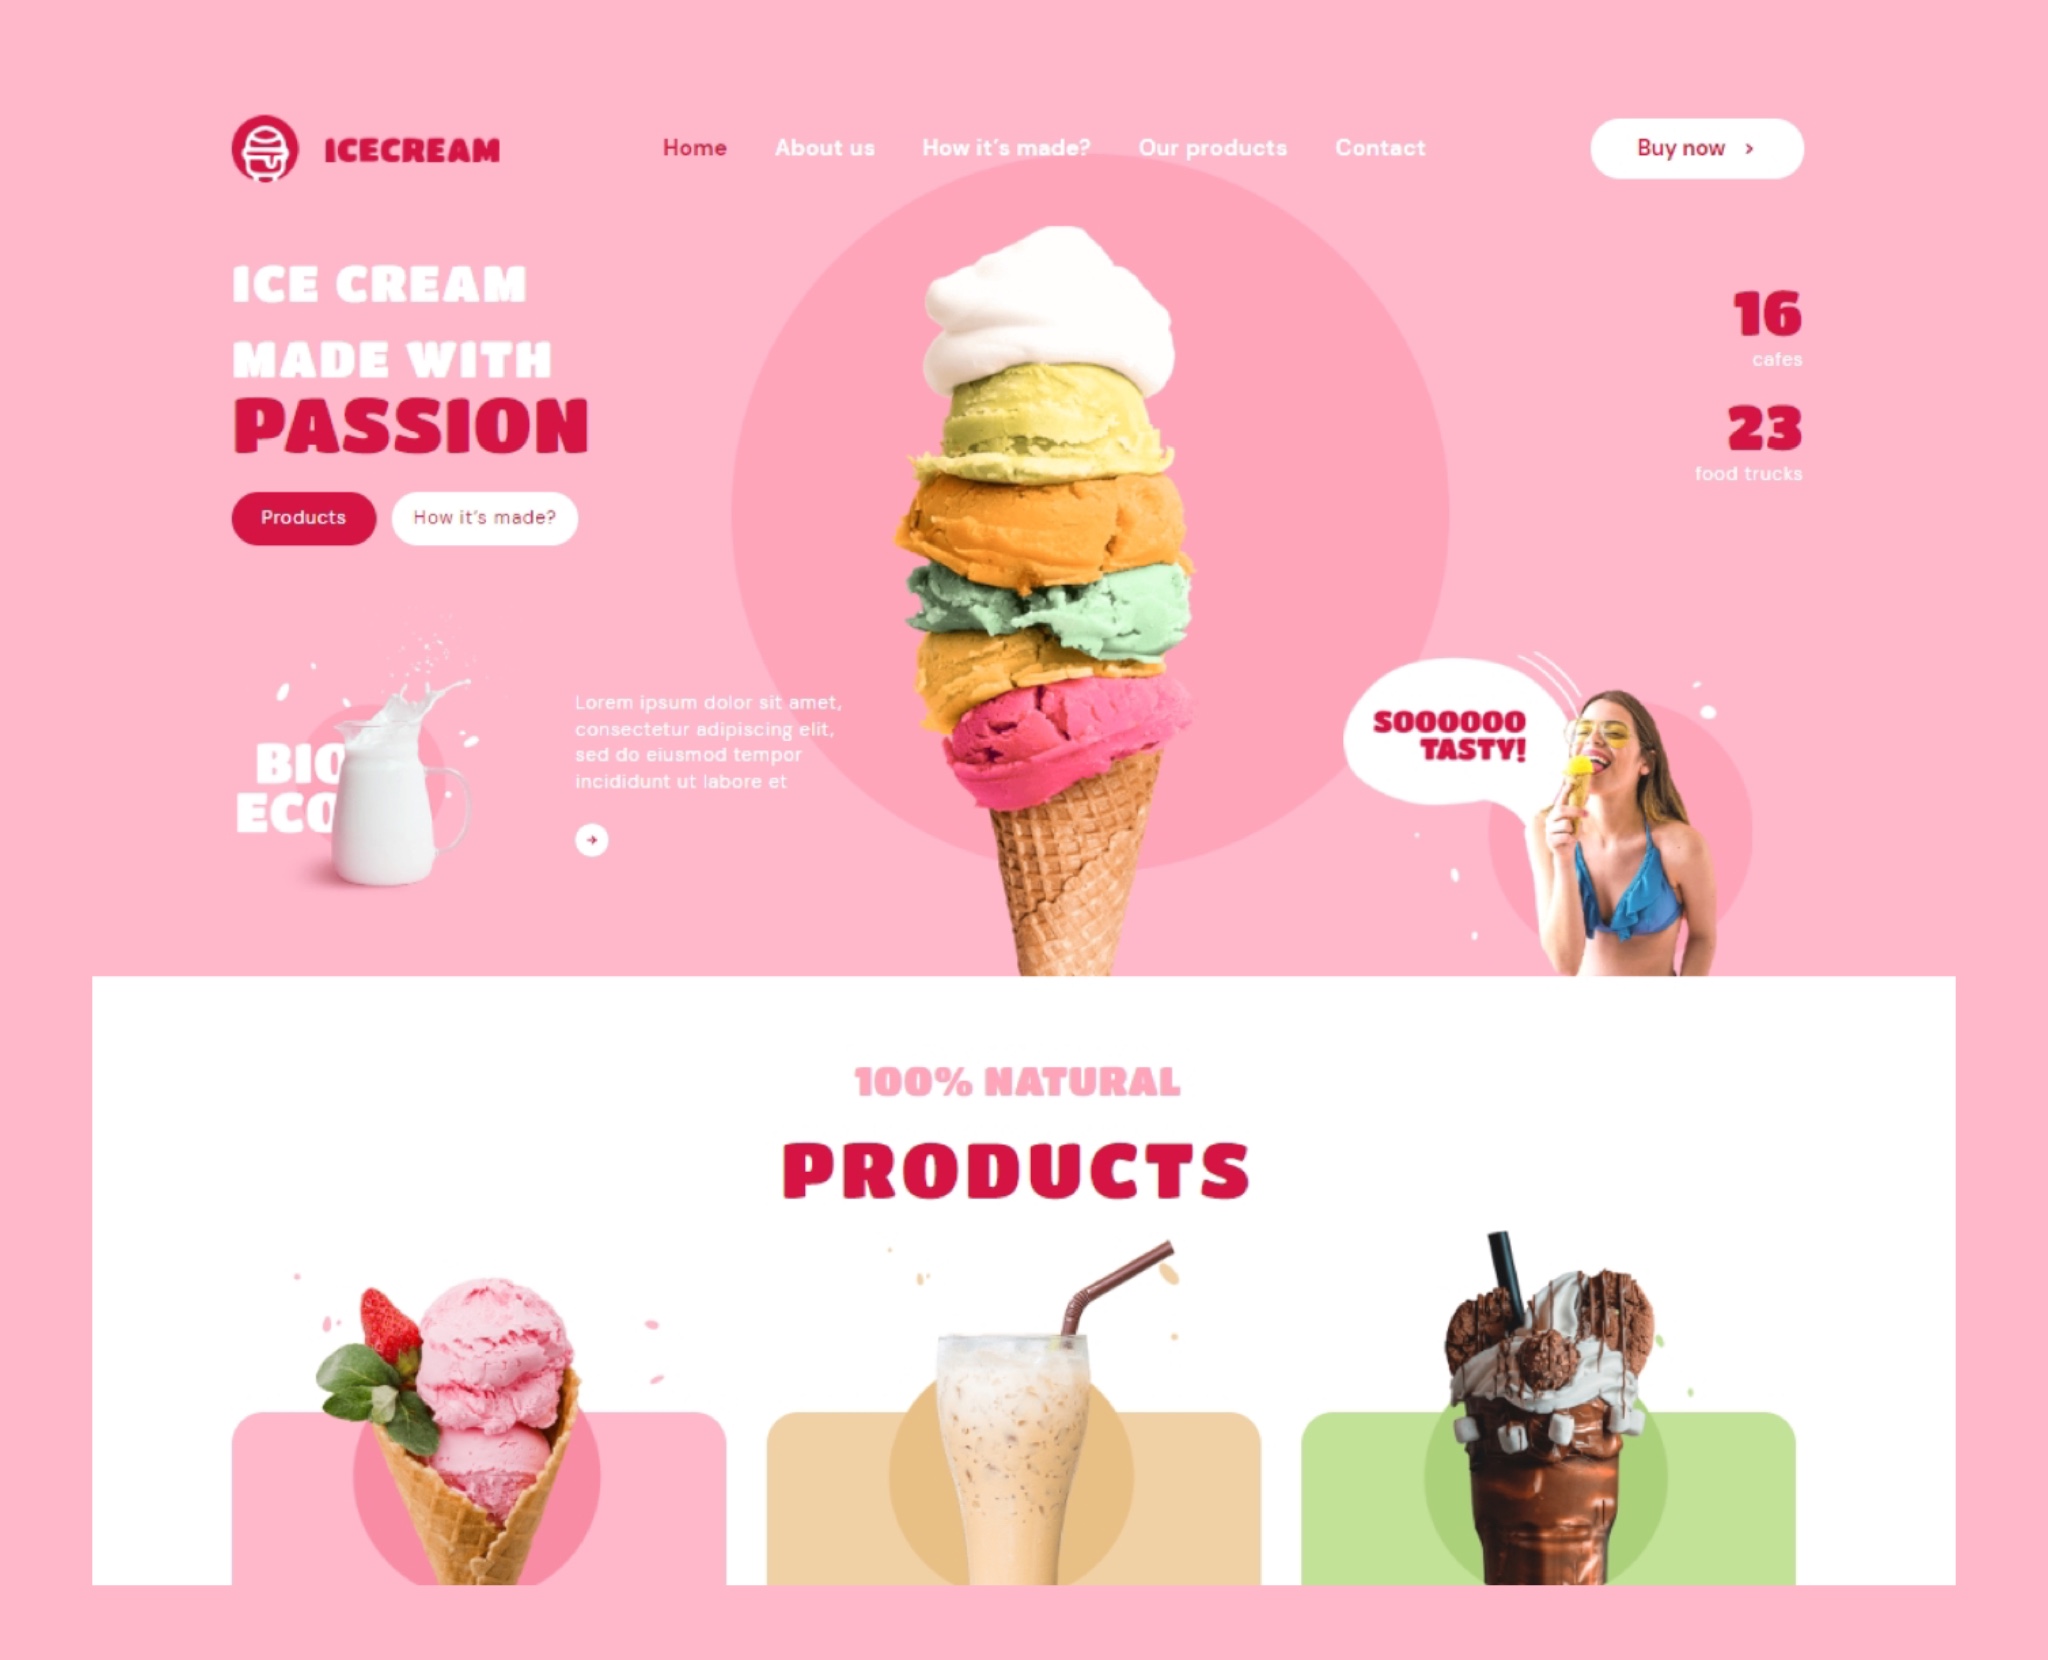 ICECREAM
Home
About us
How it's made?
Our products
Contact
Buy now
ICE CREAM
MADE WITH
PASSION
Products
How it's made?
16
cafes
23
food trucks
BIO
ECO
Lorem ipsum dolor sit amet,
consectetur adipiscing elit,
sed do eiusmod tempor
incididunt ut labore et
SOOOOOO
TASTY!
100% NATURAL
PRODUCTS